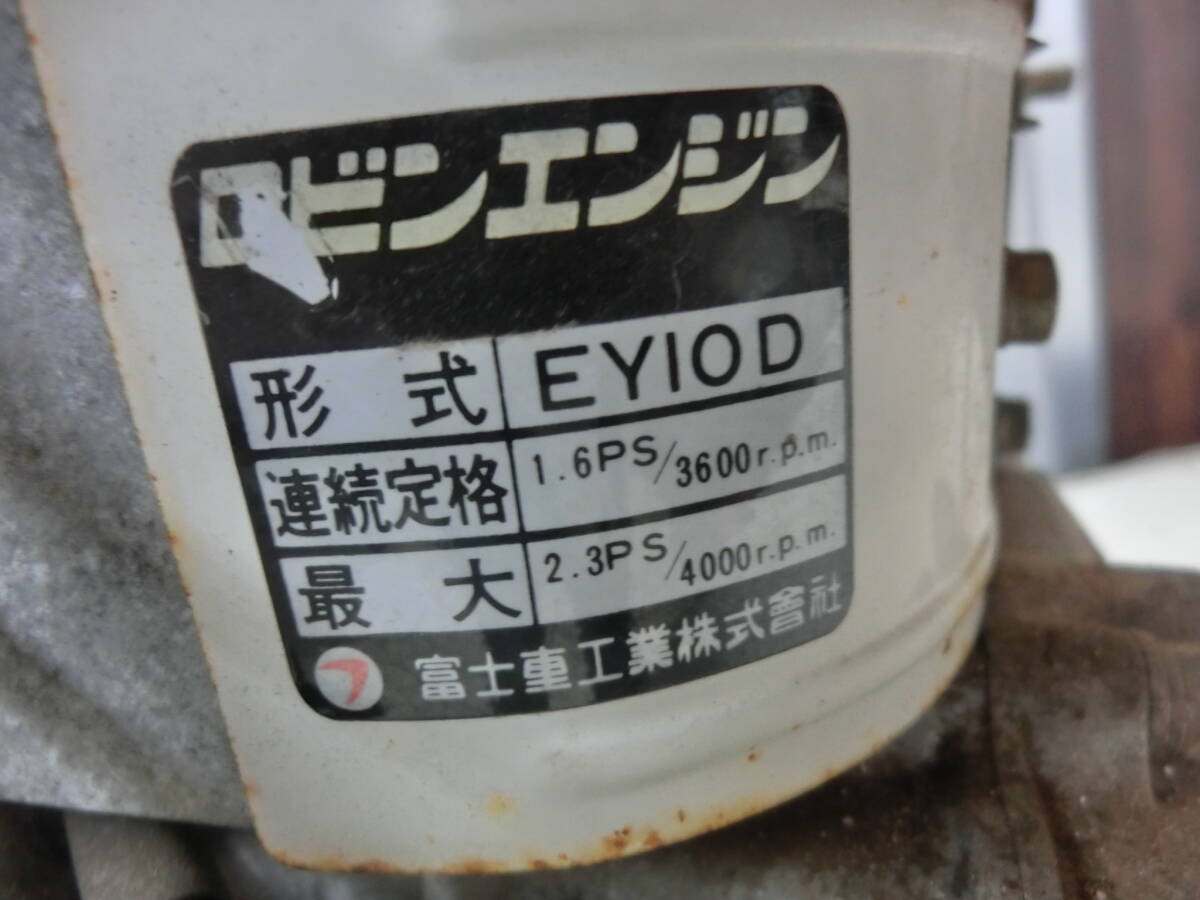 ロビンエンジン
形式 EY10D
連続定格 1.6PS/3600r.p.m.
最大 2.3PS/4000r.p.m.
フ 富士重工業株式會社